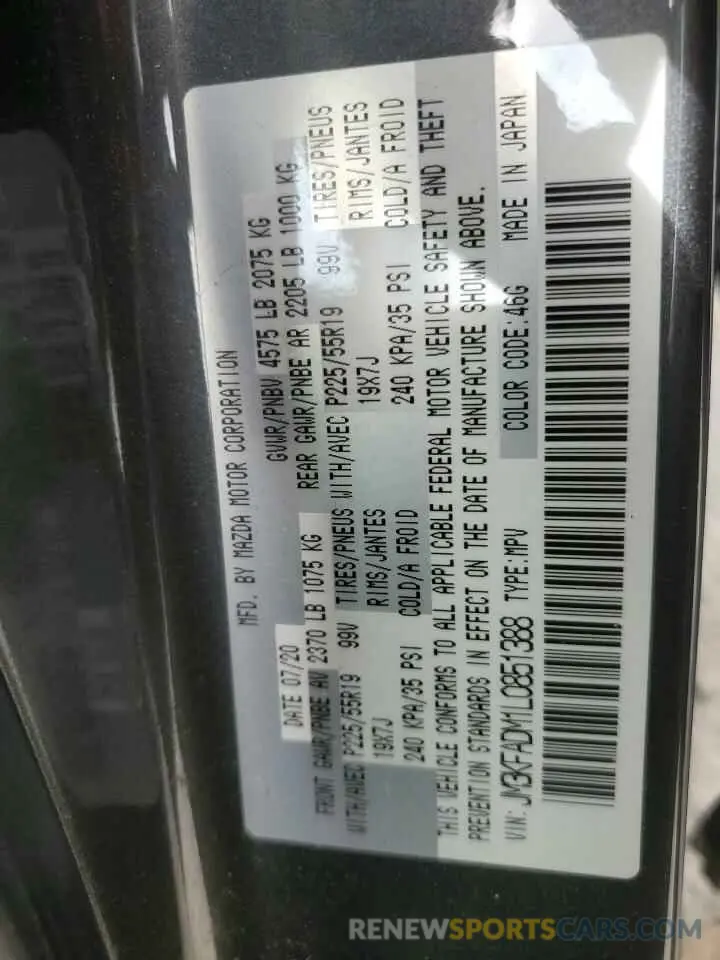 MFD. BY MAZDA MOTOR CORPORATION
DATE 07/20 GVWR/PNBV 4575 LB 2075 KG
FRONT GAWR/PNBE AV 2370 LB 1075 KG REAR GAWR/PNBE AR 2205 LB 1000 KG
WITH/AVEC P225/55R19 99V TIRES/PNEUS WITH/AVEC P225/55R19 99V TIRES/PNEUS
19X7J RIMS/JANTES 19X7J RIMS/JANTES
240 KPA/35 PSI COLD/A FROID 240 KPA/35 PSI COLD/A FROID
THIS VEHICLE CONFORMS TO ALL APPLICABLE FEDERAL MOTOR VEHICLE SAFETY AND THEFT
PREVENTION STANDARDS IN EFFECT ON THE DATE OF MANUFACTURE SHOWN ABOVE.
VIN: JM3KFADM1L0851388 TYPE:MPV COLOR CODE:46G MADE IN JAPAN
RENEWSPORTSCARS.COM